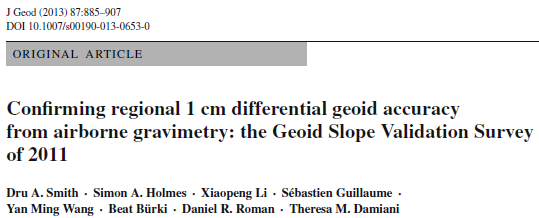 J Geod (2013) 87:885–907
DOI 10.1007/s00190-013-0653-0
ORIGINAL ARTICLE
Confirming regional 1 cm differential geoid accuracy
from airborne gravimetry: the Geoid Slope Validation Survey
of 2011
Dru A. Smith · Simon A. Holmes · Xiaopeng Li · Sébastien Guillaume ·
Yan Ming Wang · Beat Bürki · Daniel R. Roman · Theresa M. Damiani